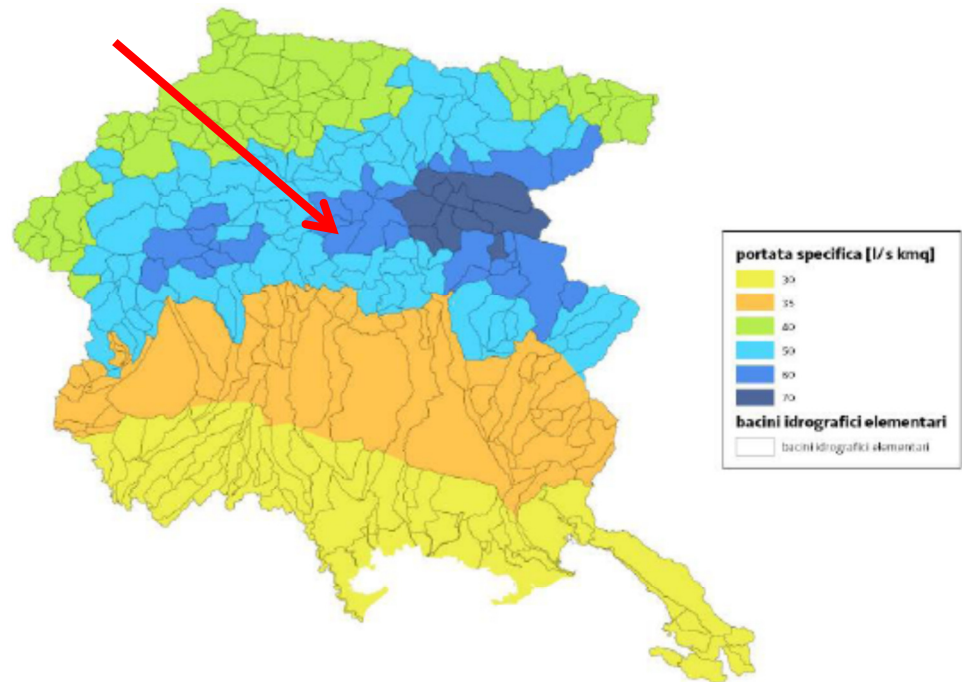 portata specifica [l/s kmq]
30
35
40
50
60
70
bacini idrografici elementari
bacini idrografici elementari